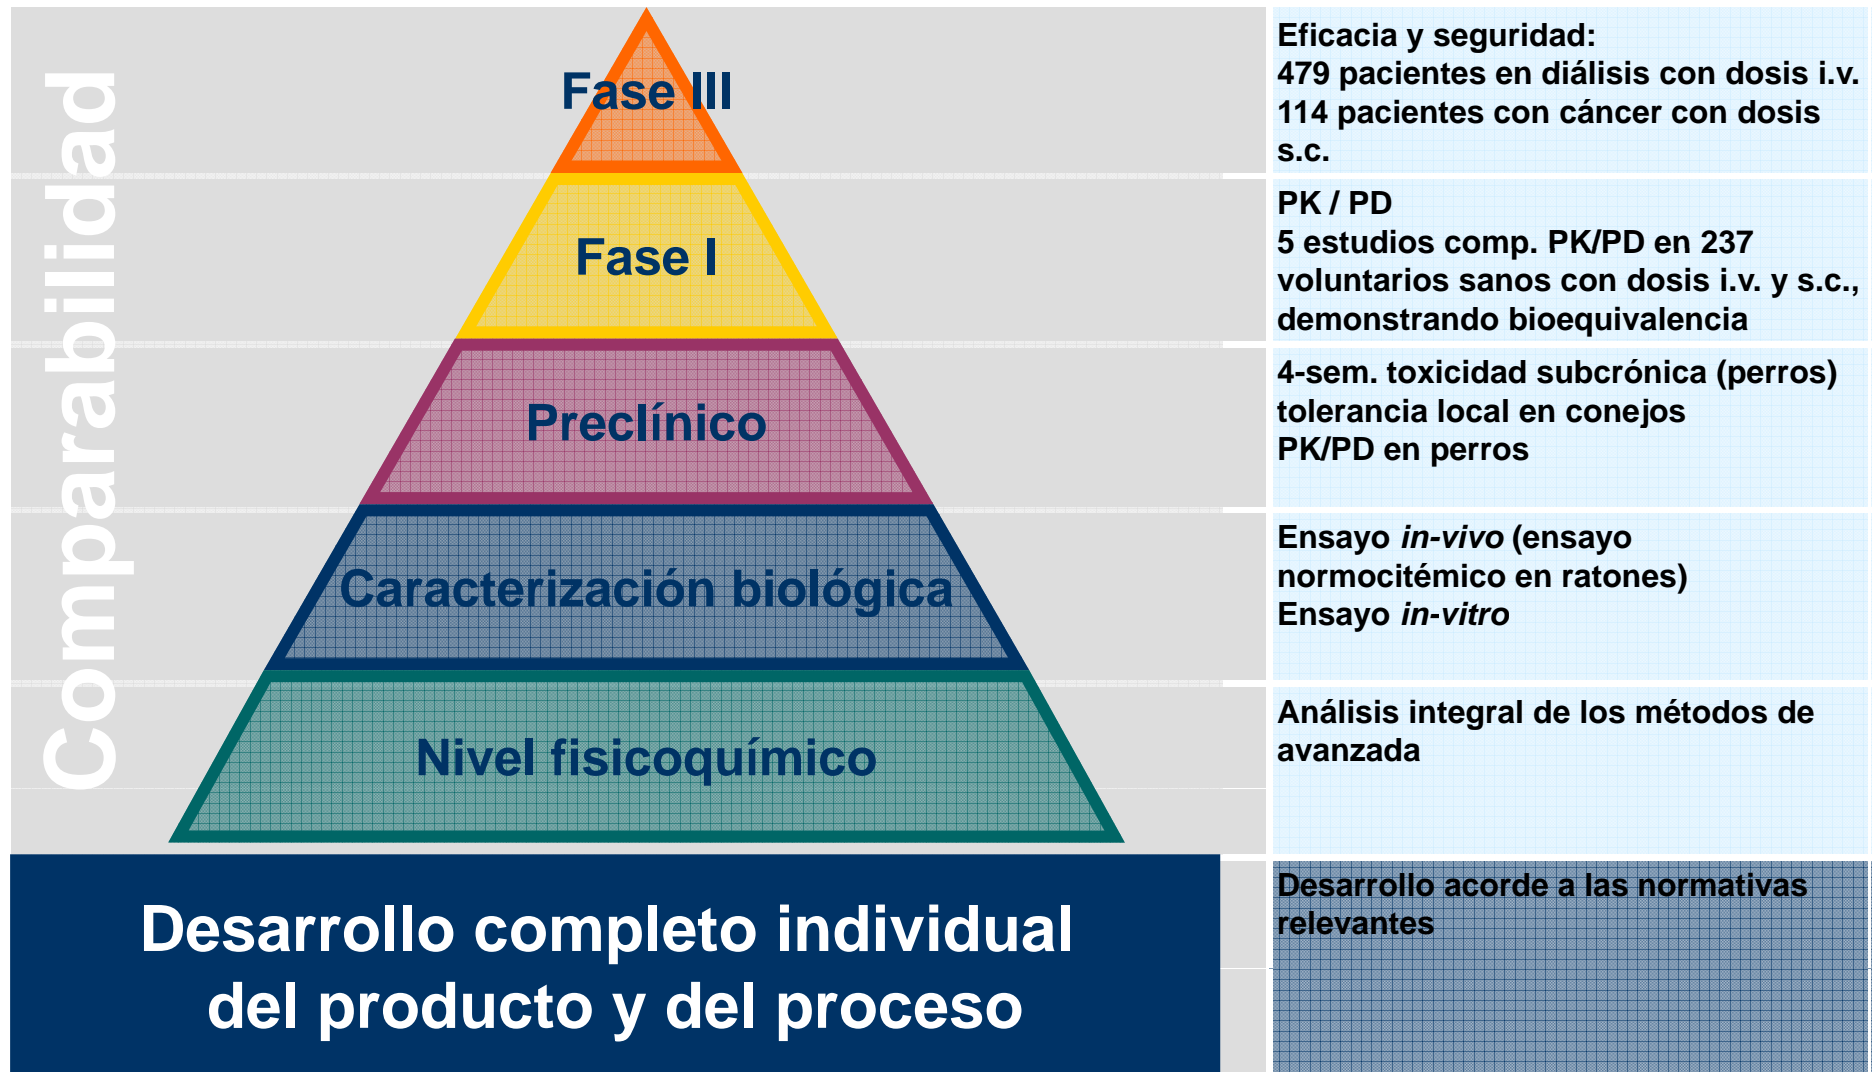 Comparabilidad
Fase III
Eficacia y seguridad:
479 pacientes en diálisis con dosis i.v.
114 pacientes con cáncer con dosis
s.c.
Fase I
PK / PD
5 estudios comp. PK/PD en 237
voluntarios sanos con dosis i.v. y s.c.,
demonstrando bioequivalencia
Preclínico
4-sem. toxicidad subcrónica (perros)
tolerancia local en conejos
PK/PD en perros
Caracterización biológica
Ensayo in-vivo (ensayo
normocitémico en ratones)
Ensayo in-vitro
Nivel fisicoquímico
Análisis integral de los métodos de
avanzada
Desarrollo completo individual
del producto y del proceso
Desarrollo acorde a las normativas
relevantes